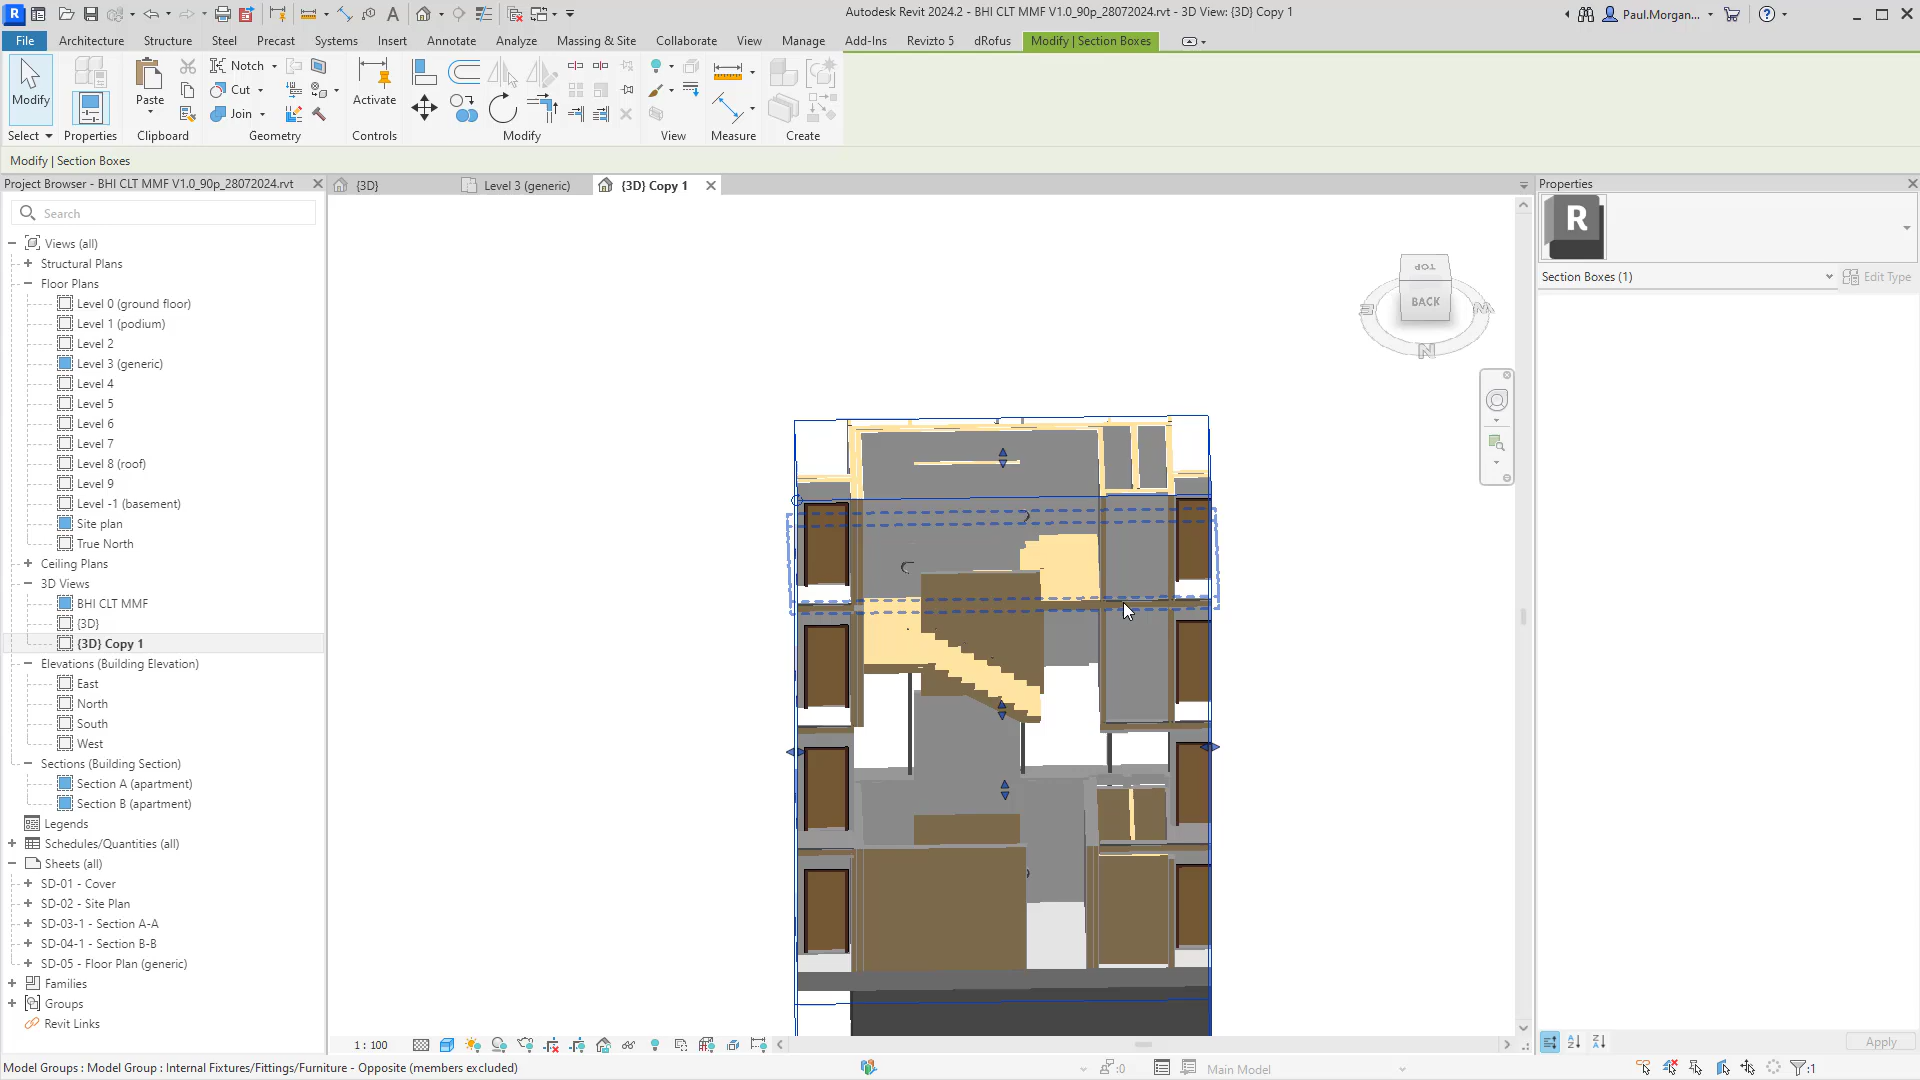 Autodesk Revit 2024.2 - BHI CLT MMF V1.0_90p_28072024.rvt - 3D View: {3D} Copy 1
Paul.Morgan...
File Architecture Structure Steel Precast Systems Insert Annotate Analyze Massing & Site Collaborate View Manage Add-Ins Revizto 5 dRofus Modify | Section Boxes
Modify
Paste
Notch
Cut
Join
Activate
Select Properties Clipboard Geometry Controls Modify View Measure Create
Modify | Section Boxes
Project Browser - BHI CLT MMF V1.0_90p_28072024.rvt
{3D}
Level 3 (generic)
{3D} Copy 1
Properties
Search
R
Section Boxes (1)
Edit Type
Views (all)
Structural Plans
Floor Plans
Level 0 (ground floor)
Level 1 (podium)
Level 2
Level 3 (generic)
Level 4
Level 5
Level 6
Level 7
Level 8 (roof)
Level 9
Level -1 (basement)
Site plan
True North
Ceiling Plans
3D Views
BHI CLT MMF
{3D}
{3D} Copy 1
Elevations (Building Elevation)
East
North
South
West
Sections (Building Section)
Section A (apartment)
Section B (apartment)
Legends
Schedules/Quantities (all)
Sheets (all)
SD-01 - Cover
SD-02 - Site Plan
SD-03-1 - Section A-A
SD-04-1 - Section B-B
SD-05 - Floor Plan (generic)
Families
Groups
Revit Links
TOP
BACK
E
W
N
1 : 100
Apply
Model Groups : Model Group : Internal Fixtures/Fittings/Furniture - Opposite (members excluded)
:0
Main Model
:1